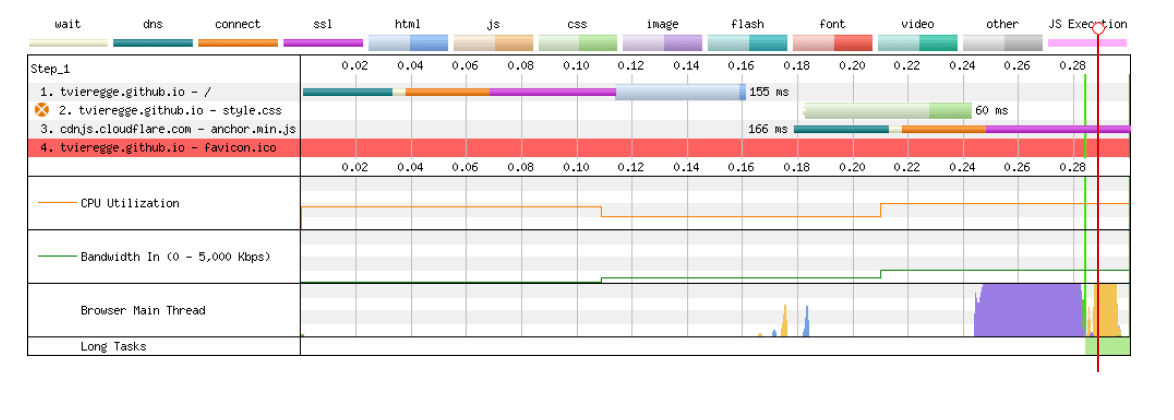 wait dns connect ssl html js css image flash font video other JS Execution
Step_1 0.02 0.04 0.06 0.08 0.10 0.12 0.14 0.16 0.18 0.20 0.22 0.24 0.26 0.28
1. tvieregge.github.io - / 155 ms
2. tvieregge.github.io - style.css 60 ms
3. cdnjs.cloudflare.com - anchor.min.js 166 ms
4. tvieregge.github.io - favicon.ico
0.02 0.04 0.06 0.08 0.10 0.12 0.14 0.16 0.18 0.20 0.22 0.24 0.26 0.28
CPU Utilization
Bandwidth In (0 - 5,000 Kbps)
Browser Main Thread
Long Tasks